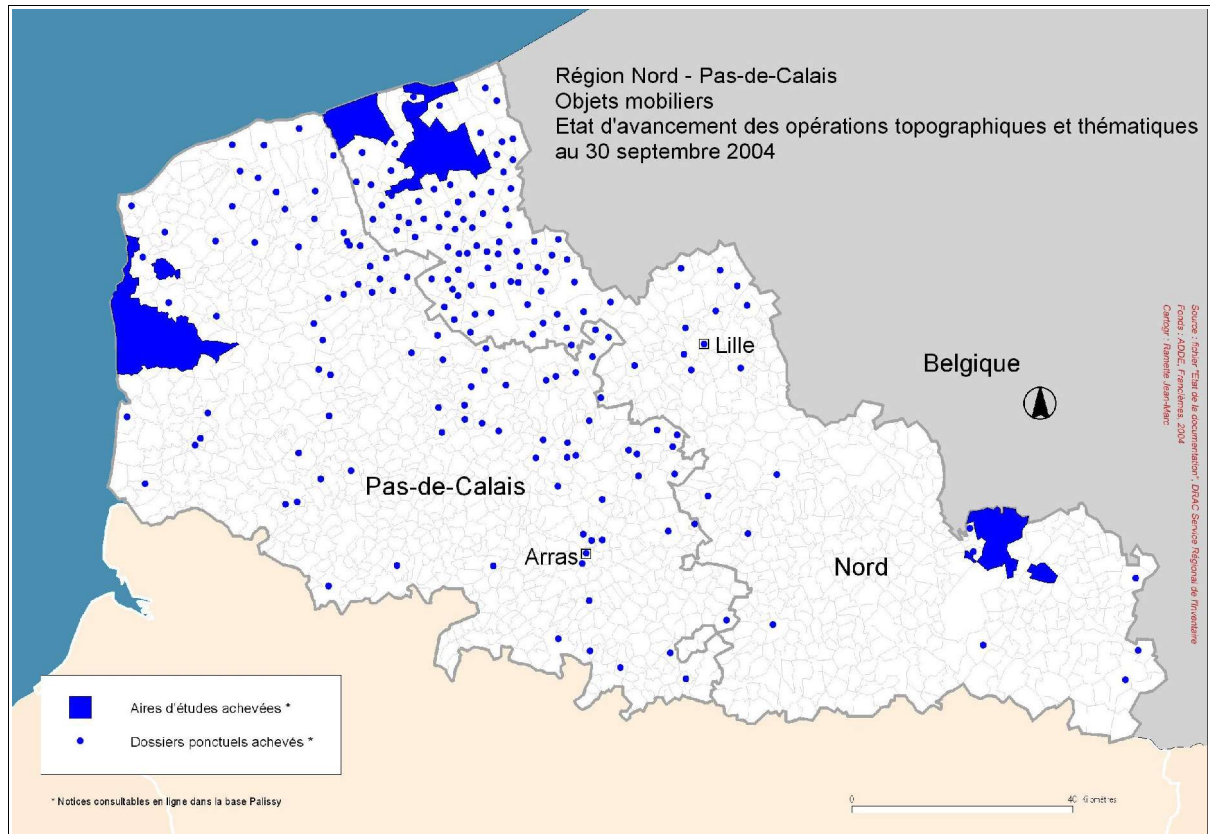 Région Nord - Pas-de-Calais
Objets mobiliers
Etat d'avancement des opérations topographiques et thématiques
au 30 septembre 2004
Lille
Belgique
Pas-de-Calais
Arras
Nord
Source : fichier "Etat de la documentation", DRAC Service Régional de l'Inventaire
Fonds : ADDE, Francièmes, 2004
Cartogr : Ramette Jean-Marc
Aires d'études achevées *
Dossiers ponctuels achevés *
* Notices consultables en ligne dans la base Palissy
0
40 Kilomètres